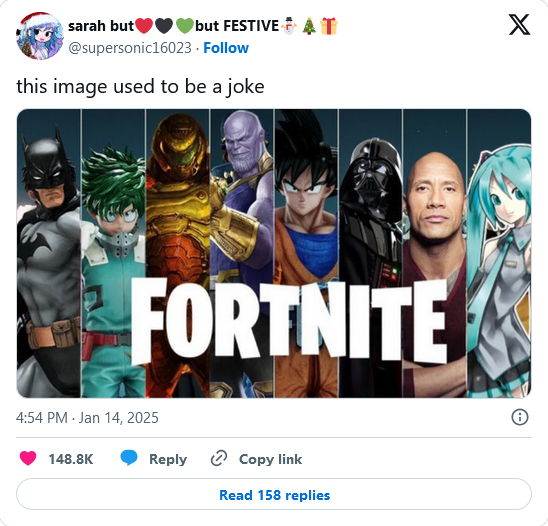 sarah but❤️🖤💚but FESTIVE⛄🎄🎁
@supersonic16023 · Follow
this image used to be a joke
FORTNITE
4:54 PM · Jan 14, 2025
148.8K Reply Copy link
Read 158 replies